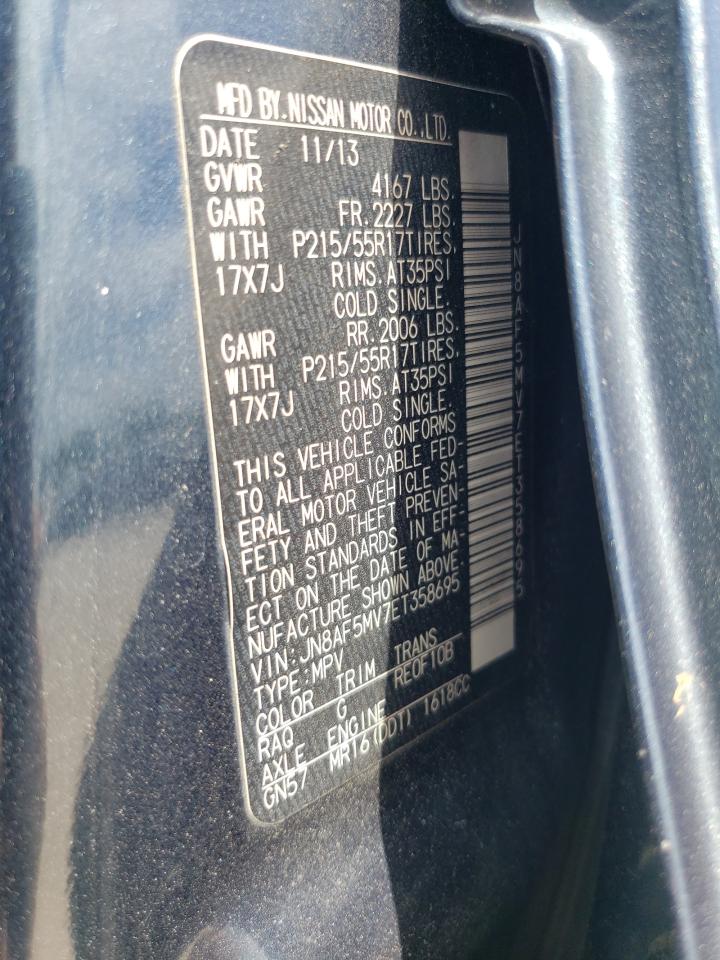 MFD BY.NISSAN MOTOR CO.,LTD.
DATE 11/13
GVWR 4167 LBS.
GAWR FR.2227 LBS.
WITH P215/55R17TIRES,
17X7J RIMS.AT35PSI
COLD SINGLE.
GAWR RR.2006 LBS.
WITH P215/55R17TIRES,
17X7J RIMS.AT35PSI
COLD SINGLE.
THIS VEHICLE CONFORMS
TO ALL APPLICABLE FED-
ERAL MOTOR VEHICLE SA-
FETY AND THEFT PREVEN-
TION STANDARDS IN EFF-
ECT ON THE DATE OF MA-
NUFACTURE SHOWN ABOVE.
VIN:JN8AF5MV7ET358695
TYPE:MPV
COLOR TRIM TRANS
RAQ G RE0F10B
AXLE ENGINE
GN57 MR16(DDT) 1618CC
JN8AF5MV7ET358695